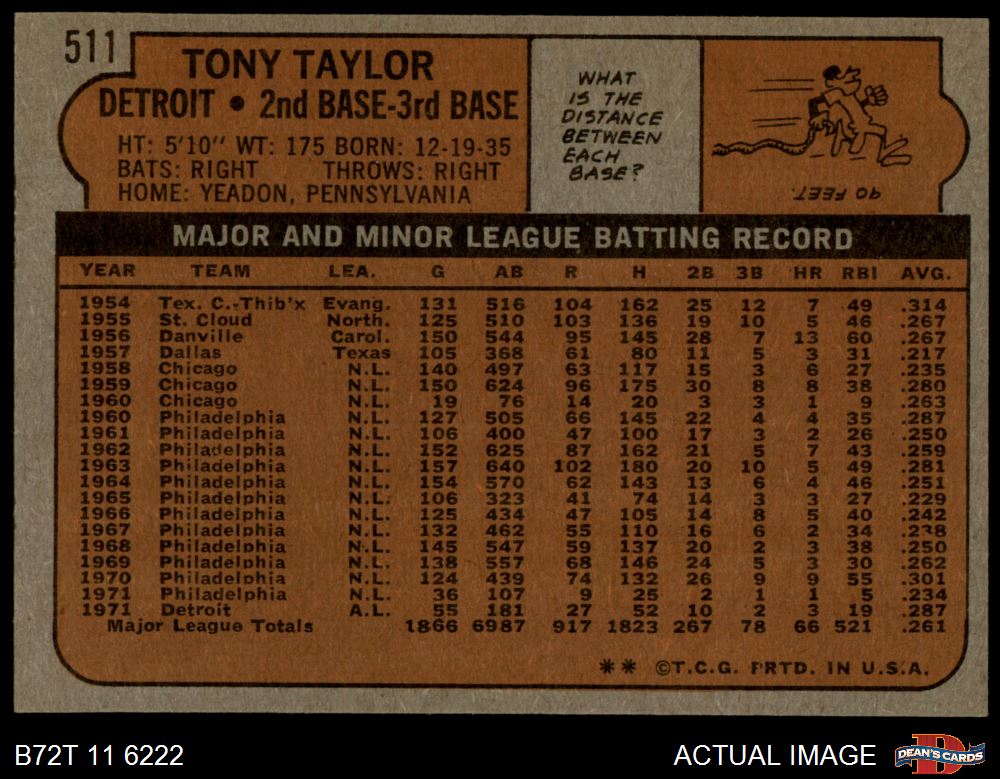 511
TONY TAYLOR
DETROIT • 2nd BASE-3rd BASE
HT: 5'10" WT: 175 BORN: 12-19-35
BATS: RIGHT THROWS: RIGHT
HOME: YEADON, PENNSYLVANIA
WHAT
IS THE
DISTANCE
BETWEEN
EACH
BASE?
90 FEET.
MAJOR AND MINOR LEAGUE BATTING RECORD
YEAR TEAM LEA. G AB R H 2B 3B HR RBI AVG.
1954 Tex. C.-Thib'x Evang. 131 516 104 162 25 12 7 49 .314
1955 St. Cloud North. 125 510 103 136 19 10 5 46 .267
1956 Danville Carol. 150 544 95 145 28 7 13 60 .267
1957 Dallas Texas 105 368 61 80 11 5 3 31 .217
1958 Chicago N.L. 140 497 63 117 15 3 6 27 .235
1959 Chicago N.L. 150 624 96 175 30 8 8 38 .280
1960 Chicago N.L. 19 76 14 20 3 3 1 9 .263
1960 Philadelphia N.L. 127 505 66 145 22 4 4 35 .287
1961 Philadelphia N.L. 106 400 47 100 17 3 2 26 .250
1962 Philadelphia N.L. 152 625 87 162 21 5 7 43 .259
1963 Philadelphia N.L. 157 640 102 180 20 10 5 49 .281
1964 Philadelphia N.L. 154 570 62 143 13 6 4 46 .251
1965 Philadelphia N.L. 106 323 41 74 14 3 3 27 .229
1966 Philadelphia N.L. 125 434 47 105 14 8 5 40 .242
1967 Philadelphia N.L. 132 462 55 110 16 6 2 34 .238
1968 Philadelphia N.L. 145 547 59 137 20 2 3 38 .250
1969 Philadelphia N.L. 138 557 68 146 24 5 3 30 .262
1970 Philadelphia N.L. 124 439 74 132 26 9 9 55 .301
1971 Philadelphia N.L. 36 107 9 25 2 1 1 5 .234
1971 Detroit A.L. 55 181 27 52 10 2 3 19 .287
Major League Totals 1866 6987 917 1823 267 78 66 521 .261
** ©T.C.G. PRTD. IN U.S.A.
B72T 11 6222
ACTUAL IMAGE
D
DEAN'S CARDS